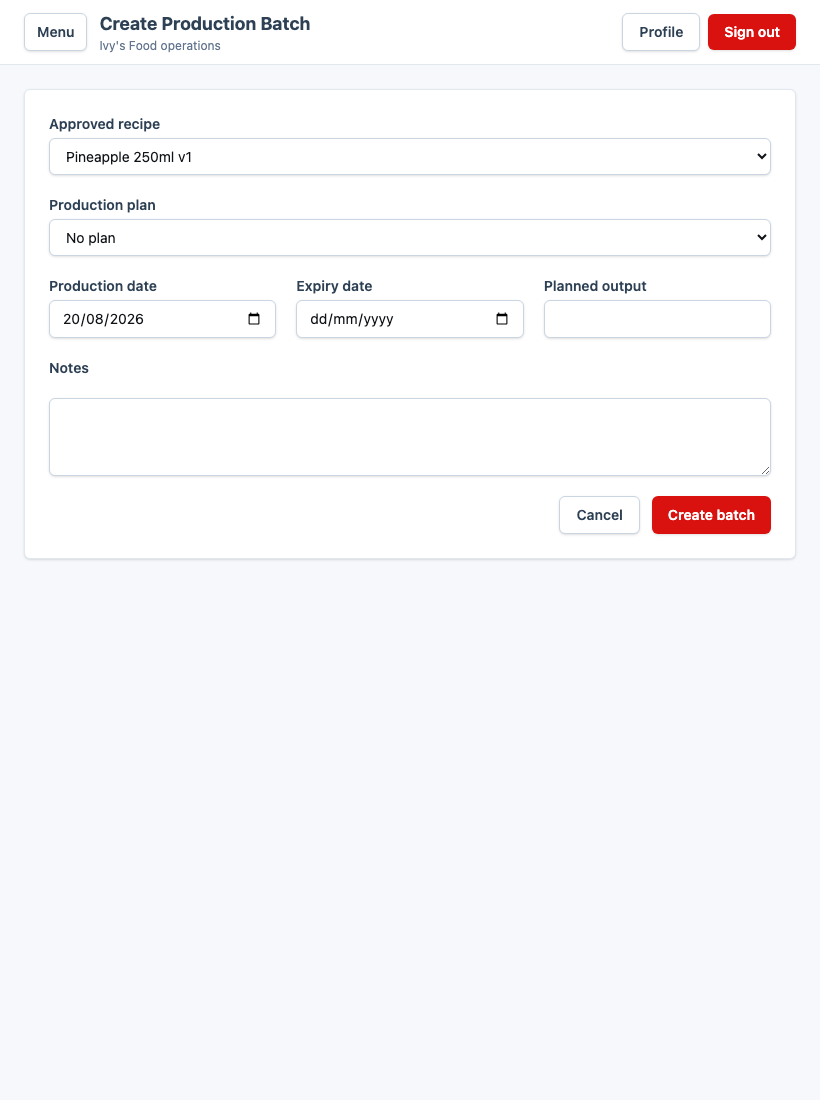 Menu
Create Production Batch
Ivy's Food operations
Profile
Sign out
Approved recipe
Pineapple 250ml v1
Production plan
No plan
Production date
Expiry date
Planned output
20/08/2026
dd/mm/yyyy
Notes
Cancel
Create batch